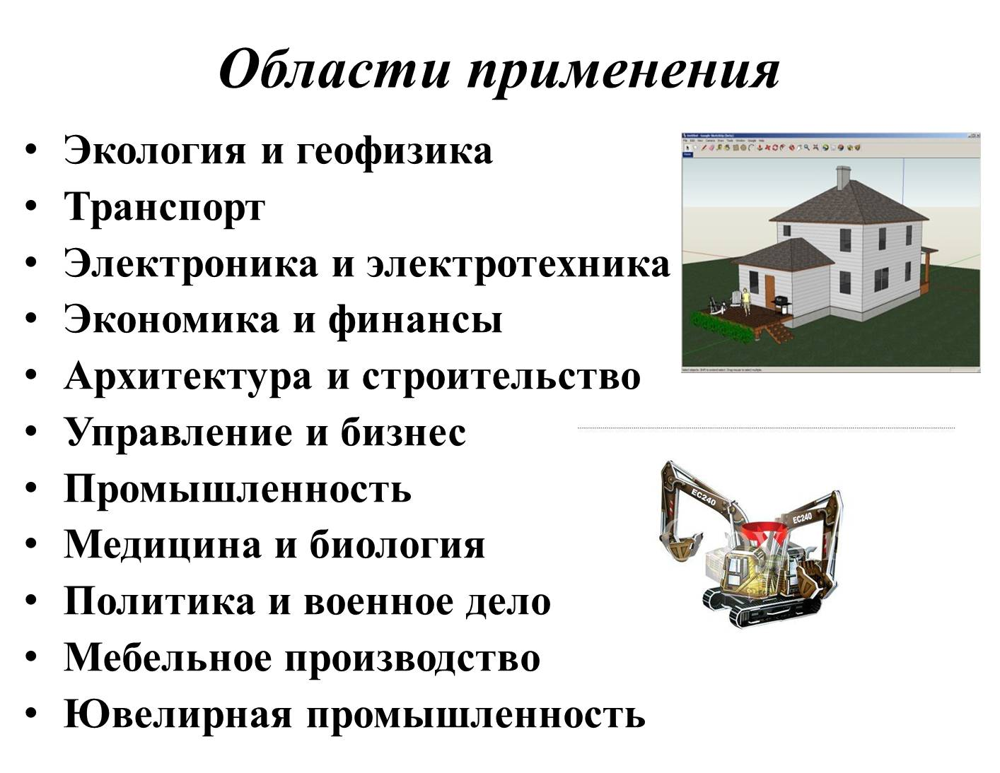 Области применения
• Экология и геофизика
• Транспорт
• Электроника и электротехника
• Экономика и финансы
• Архитектура и строительство
• Управление и бизнес
• Промышленность
• Медицина и биология
• Политика и военное дело
• Мебельное производство
• Ювелирная промышленность
EC240
EC240